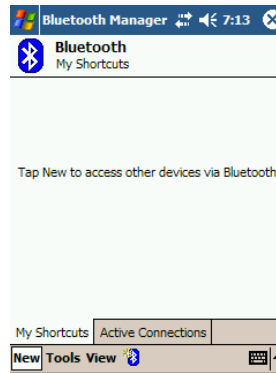 Bluetooth Manager 7:13
Bluetooth
My Shortcuts
Tap New to access other devices via Bluetooth
My Shortcuts Active Connections
New Tools View